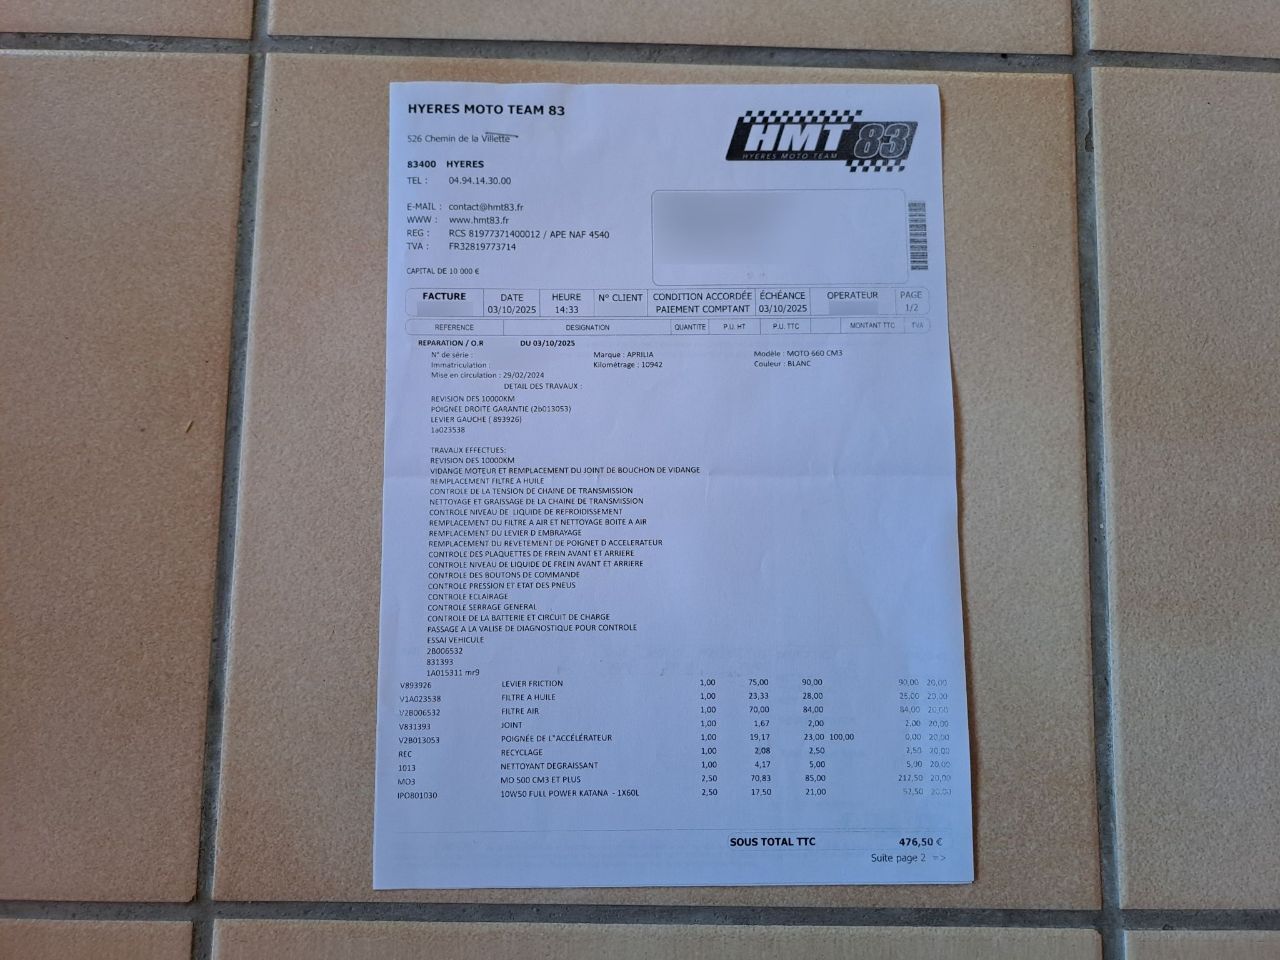 HYERES MOTO TEAM 83
HMT 83
HYERES MOTO TEAM
526 Chemin de la Villette
83400 HYERES
TEL : 04.94.14.30.00
E-MAIL : contact@hmt83.fr
WWW : www.hmt83.fr
REG : RCS 81977371400012 / APE NAF 4540
TVA : FR32819773714
CAPITAL DE 10 000 €
FACTURE DATE HEURE N° CLIENT CONDITION ACCORDÉE ÉCHÉANCE OPERATEUR PAGE
03/10/2025 14:33 PAIEMENT COMPTANT 03/10/2025 1/2
REFERENCE DESIGNATION QUANTITE P.U. HT P.U. TTC MONTANT TTC TVA
REPARATION / O.R DU 03/10/2025
N° de série : Marque : APRILIA Modèle : MOTO 660 CM3
Immatriculation : Kilométrage : 10942 Couleur : BLANC
Mise en circulation : 29/02/2024
DETAIL DES TRAVAUX :
REVISION DES 10000KM
POIGNEE DROITE GARANTIE (2b013053)
LEVIER GAUCHE ( 893926)
1a023538
TRAVAUX EFFECTUES:
REVISION DES 10000KM
VIDANGE MOTEUR ET REMPLACEMENT DU JOINT DE BOUCHON DE VIDANGE
REMPLACEMENT FILTRE A HUILE
CONTROLE DE LA TENSION DE CHAINE DE TRANSMISSION
NETTOYAGE ET GRAISSAGE DE LA CHAINE DE TRANSMISSION
CONTROLE NIVEAU DE LIQUIDE DE REFROIDISSEMENT
REMPLACEMENT DU FILTRE A AIR ET NETTOYAGE BOITE A AIR
REMPLACEMENT DU LEVIER D EMBRAYAGE
REMPLACEMENT DU REVETEMENT DE POIGNET D ACCELERATEUR
CONTROLE DES PLAQUETTES DE FREIN AVANT ET ARRIERE
CONTROLE NIVEAU DE LIQUIDE DE FREIN AVANT ET ARRIERE
CONTROLE DES BOUTONS DE COMMANDE
CONTROLE PRESSION ET ETAT DES PNEUS
CONTROLE ECLAIRAGE
CONTROLE SERRAGE GENERAL
CONTROLE DE LA BATTERIE ET CIRCUIT DE CHARGE
PASSAGE A LA VALISE DE DIAGNOSTIQUE POUR CONTROLE
ESSAI VEHICULE
2B006532
831393
1A015311 mr9
V893926 LEVIER FRICTION 1,00 75,00 90,00 90,00 20,00
V1A023538 FILTRE A HUILE 1,00 23,33 28,00 28,00 20,00
V2B006532 FILTRE AIR 1,00 70,00 84,00 84,00 20,00
V831393 JOINT 1,00 1,67 2,00 2,00 20,00
V2B013053 POIGNÉE DE L"ACCÉLÉRATEUR 1,00 19,17 23,00 100,00 0,00 20,00
REC RECYCLAGE 1,00 2,08 2,50 2,50 20,00
1013 NETTOYANT DEGRAISSANT 1,00 4,17 5,00 5,00 20,00
MO3 MO 500 CM3 ET PLUS 2,50 70,83 85,00 212,50 20,00
IPO801030 10W50 FULL POWER KATANA - 1X60L 2,50 17,50 21,00 52,50 20,00
SOUS TOTAL TTC 476,50 €
Suite page 2 =>